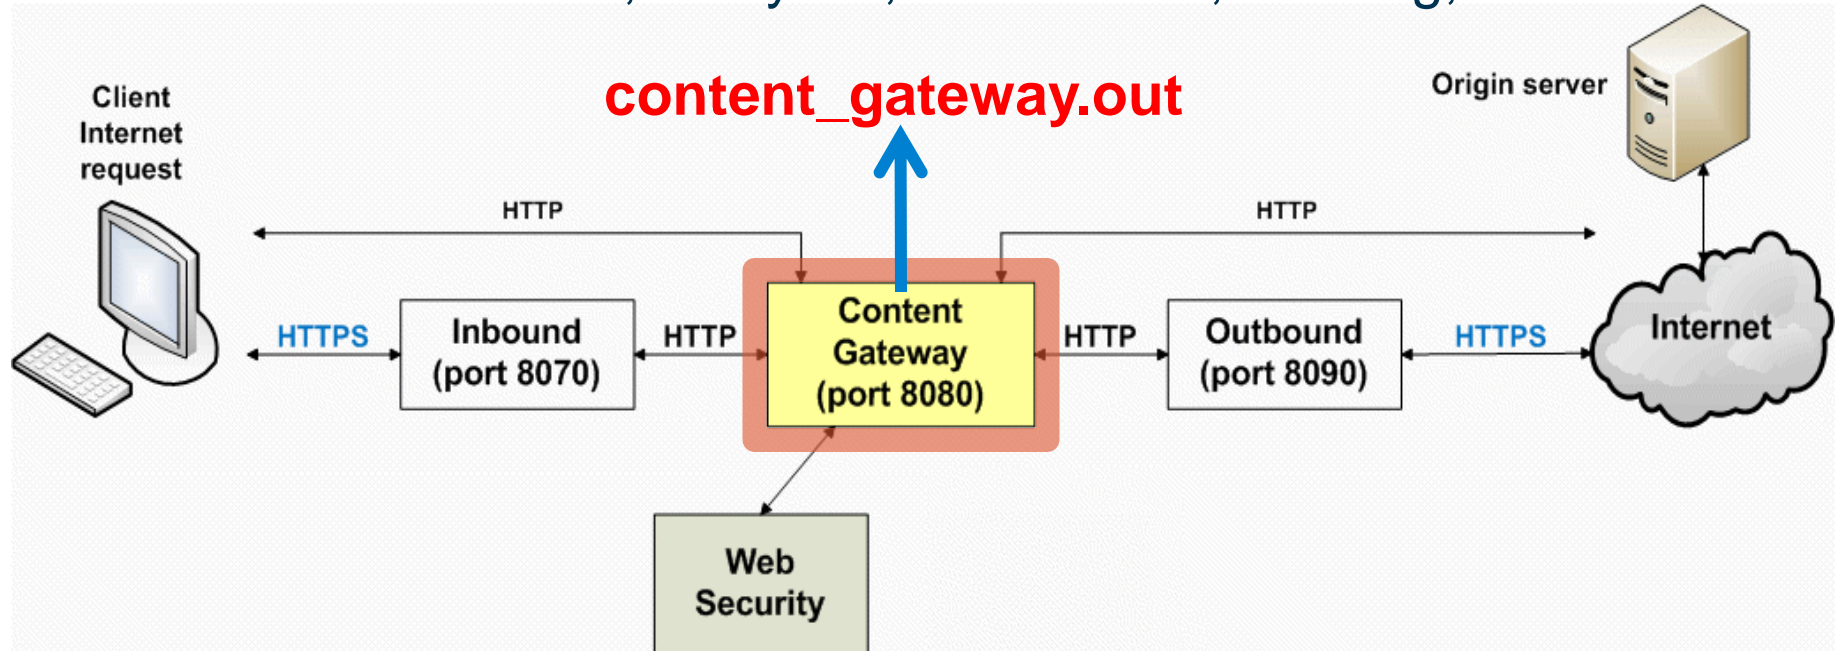 content_gateway.out
Client
Internet
request
Origin server
HTTP
HTTP
HTTPS
Inbound
(port 8070)
HTTP
Content
Gateway
(port 8080)
HTTP
Outbound
(port 8090)
HTTPS
Internet
Web
Security